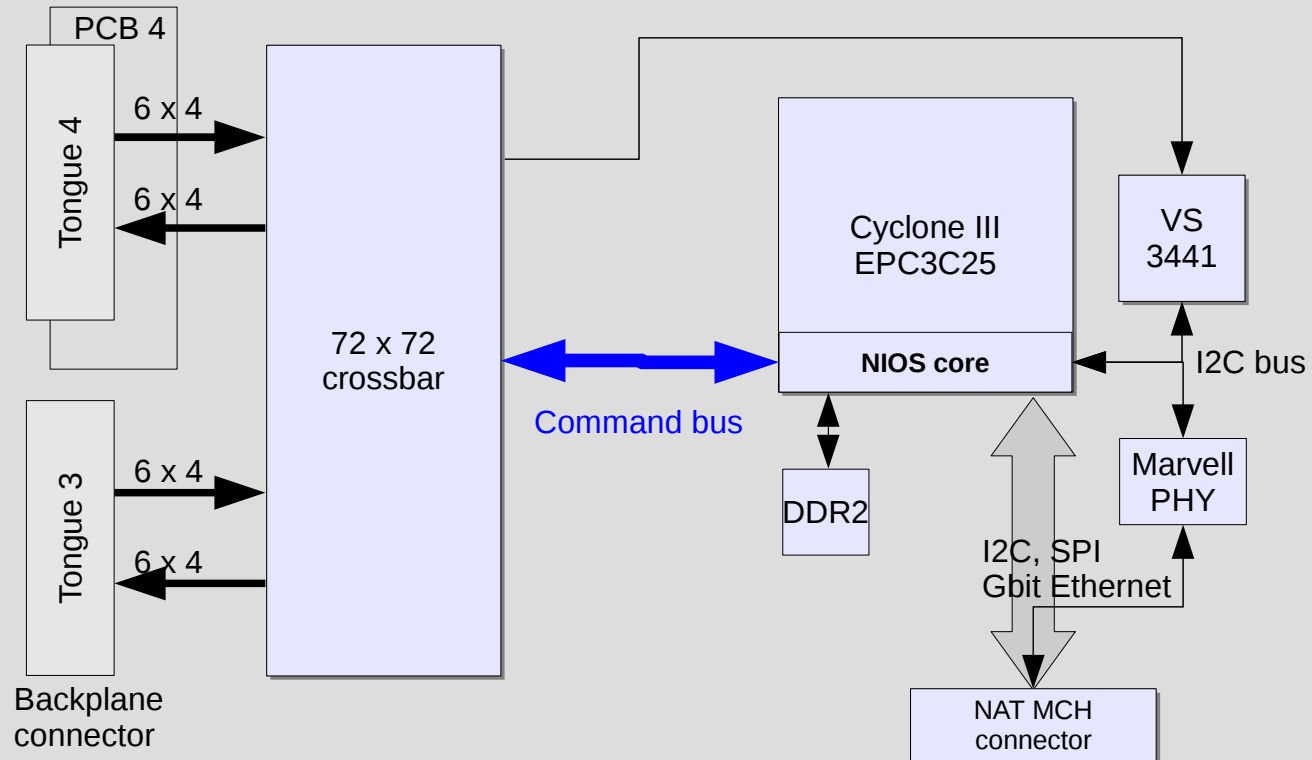 PCB 4
Tongue 4
6 x 4
6 x 4
72 x 72
crossbar
Tongue 3
6 x 4
6 x 4
Backplane
connector
Command bus
Cyclone III
EPC3C25
NIOS core
DDR2
VS
3441
I2C bus
Marvell
PHY
I2C, SPI
Gbit Ethernet
NAT MCH
connector